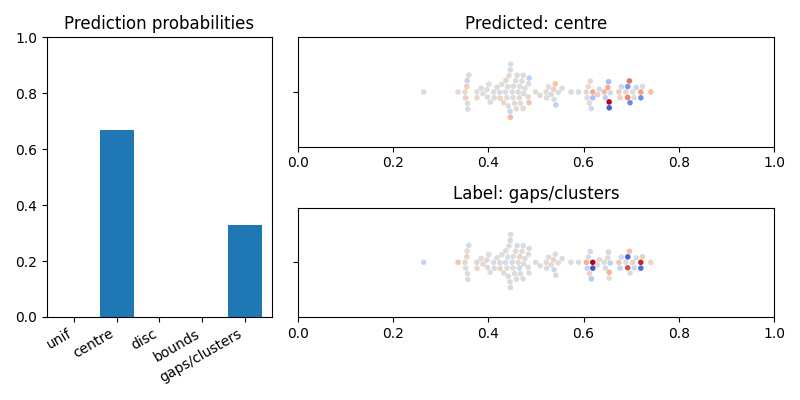 Prediction probabilities
1.0
0.8
0.6
0.4
0.2
0.0
unif
centre
disc
bounds
gaps/clusters
Predicted: centre
0.0 0.2 0.4 0.6 0.8 1.0
Label: gaps/clusters
0.0 0.2 0.4 0.6 0.8 1.0